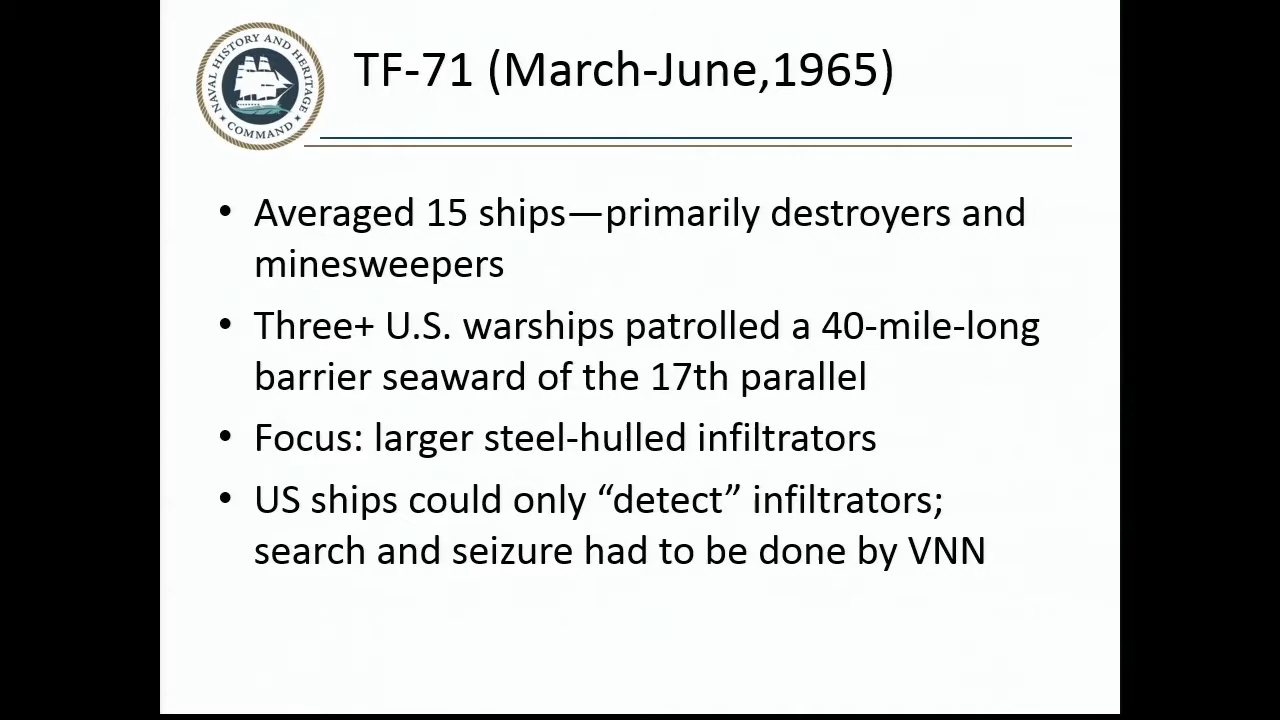 NAVAL HISTORY AND HERITAGE
COMMAND
TF-71 (March-June,1965)
• Averaged 15 ships—primarily destroyers and
minesweepers
• Three+ U.S. warships patrolled a 40-mile-long
barrier seaward of the 17th parallel
• Focus: larger steel-hulled infiltrators
• US ships could only “detect” infiltrators;
search and seizure had to be done by VNN